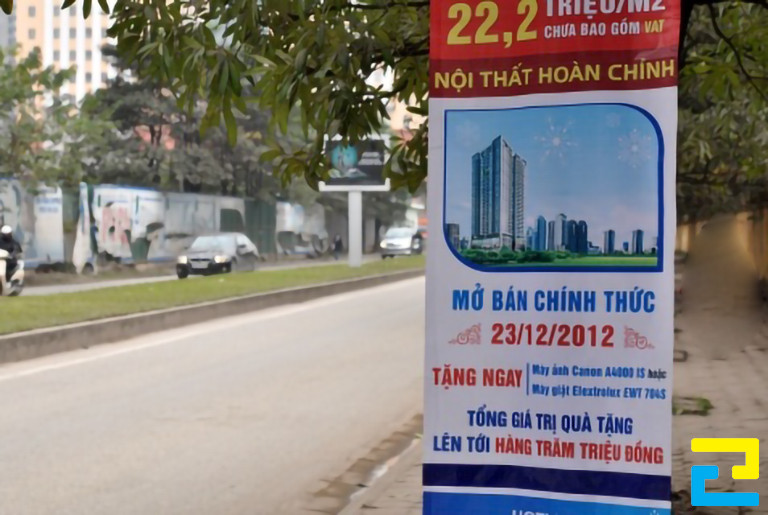 22,2 TRIỆU/M2
CHƯA BAO GỒM VAT
NỘI THẤT HOÀN CHỈNH
MỞ BÁN CHÍNH THỨC
23/12/2012
TẶNG NGAY
Máy ảnh Canon A4000 IS hoặc
Máy giặt Elextrolux EWT 704S
TỔNG GIÁ TRỊ QUÀ TẶNG
LÊN TỚI HÀNG TRĂM TRIỆU ĐỒNG